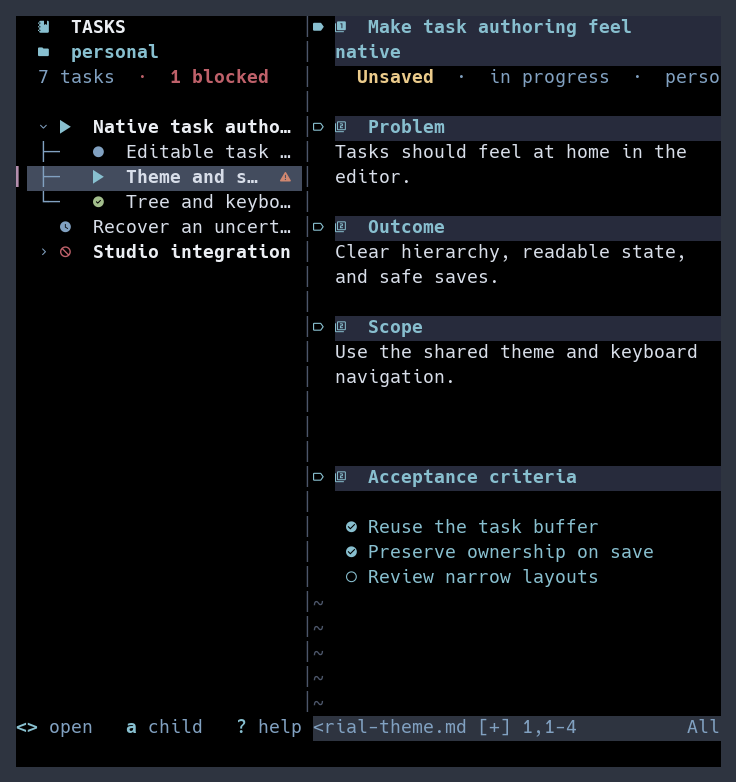 TASKS
personal
7 tasks · 1 blocked
Native task autho…
Editable task …
Theme and s…
Tree and keybo…
Recover an uncert…
Studio integration
<> open a child ? help
Make task authoring feel
native
Unsaved · in progress · perso
Problem
Tasks should feel at home in the
editor.
Outcome
Clear hierarchy, readable state,
and safe saves.
Scope
Use the shared theme and keyboard
navigation.
Acceptance criteria
Reuse the task buffer
Preserve ownership on save
Review narrow layouts
~
~
~
~
~
<rial-theme.md [+] 1,1-4 All